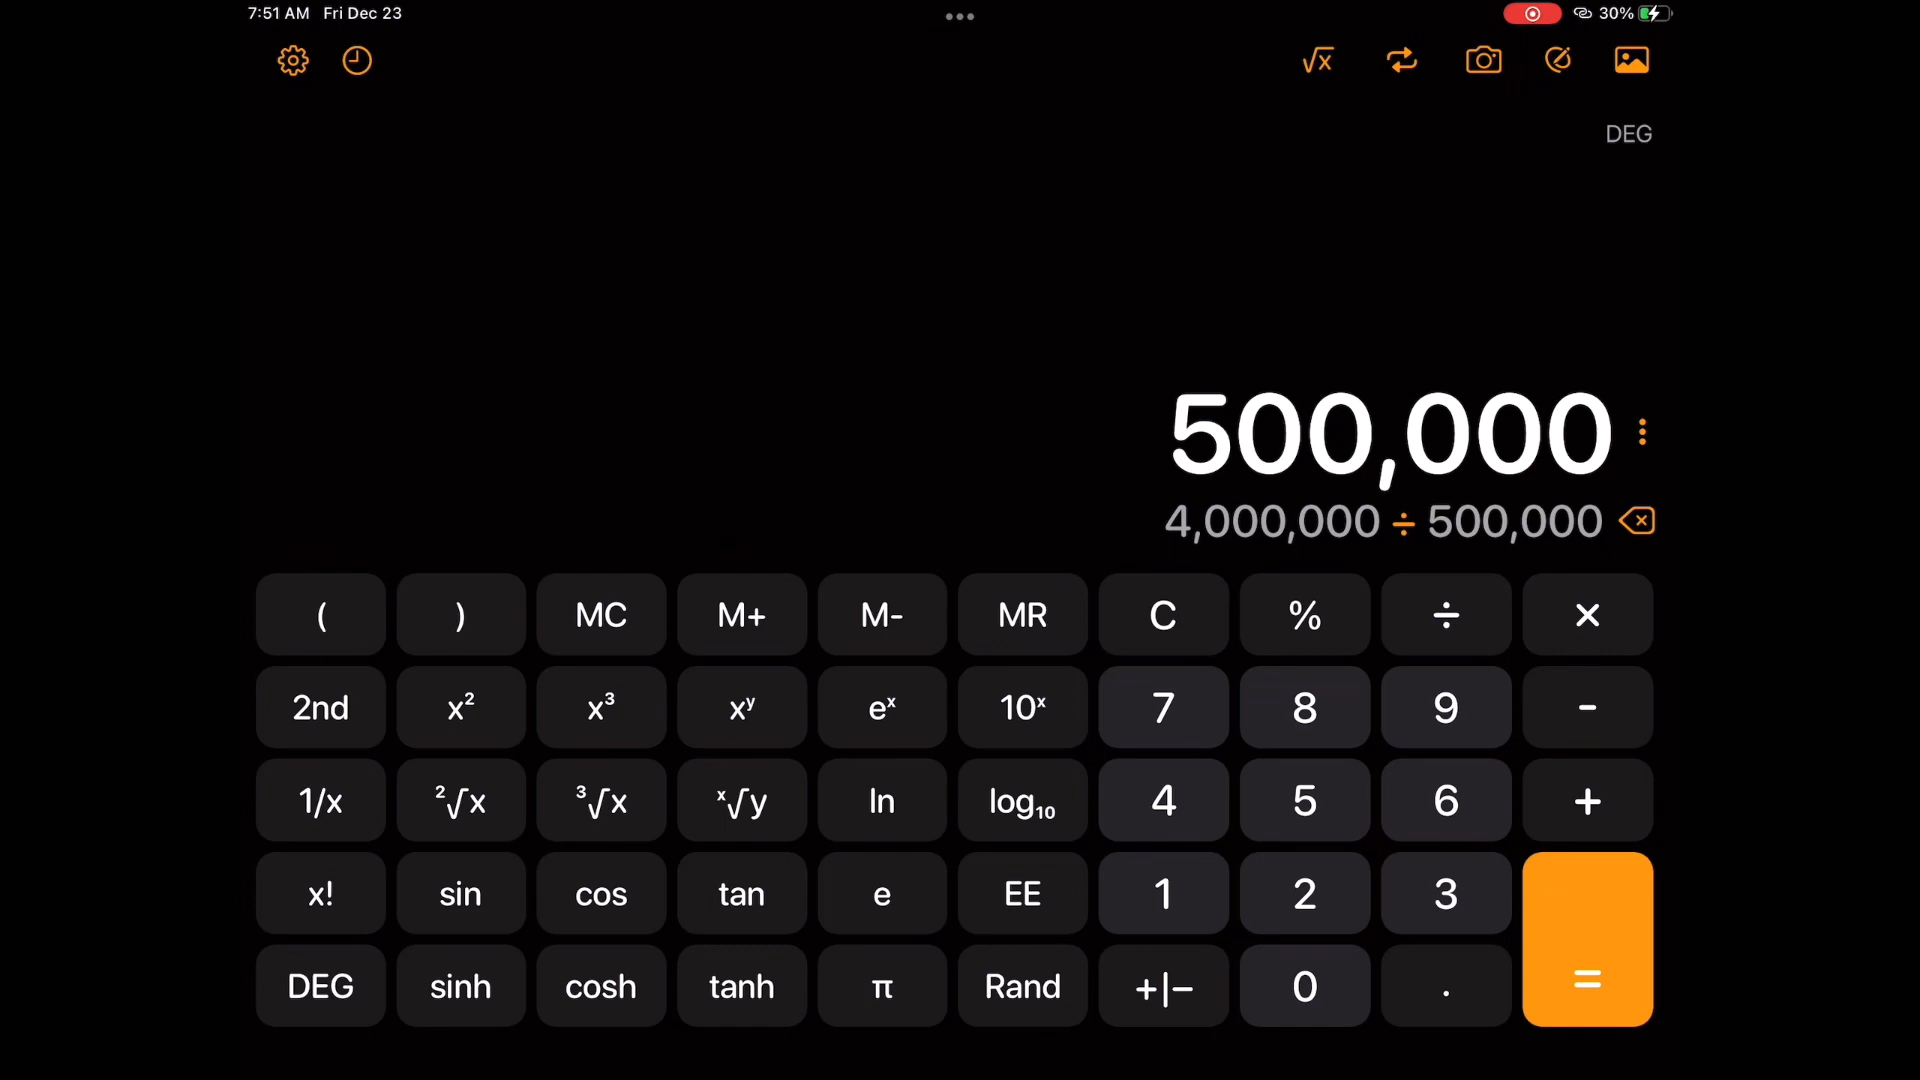 7:51 AM Fri Dec 23
30%
√x
DEG
500,000
4,000,000 ÷ 500,000
( ) MC M+ M- MR C % ÷ ×
2nd x² x³ xʸ eˣ 10ˣ 7 8 9 -
1/x ²√x ³√x ˣ√y ln log₁₀ 4 5 6 +
x! sin cos tan e EE 1 2 3
DEG sinh cosh tanh π Rand +|− 0 . =